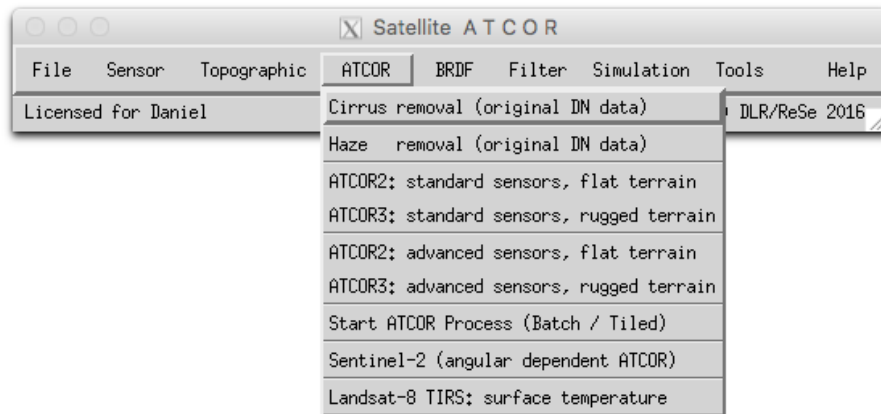 Satellite A T C O R
File Sensor Topographic ATCOR BRDF Filter Simulation Tools Help
Licensed for Daniel DLR/ReSe 2016
Cirrus removal (original DN data)
Haze removal (original DN data)
ATCOR2: standard sensors, flat terrain
ATCOR3: standard sensors, rugged terrain
ATCOR2: advanced sensors, flat terrain
ATCOR3: advanced sensors, rugged terrain
Start ATCOR Process (Batch / Tiled)
Sentinel-2 (angular dependent ATCOR)
Landsat-8 TIRS: surface temperature